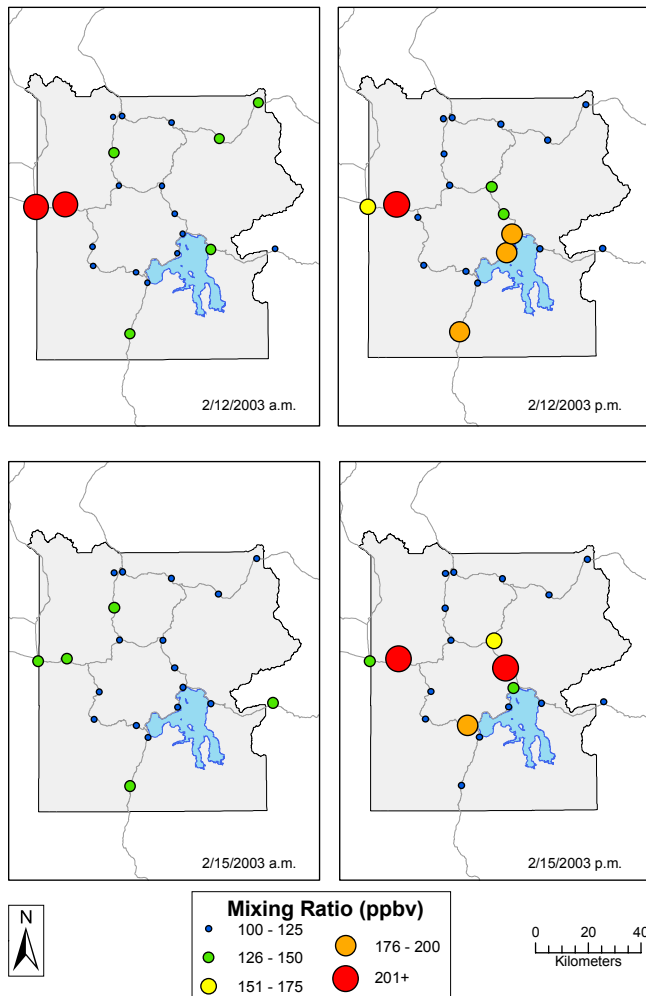 2/12/2003 a.m.
2/12/2003 p.m.
2/15/2003 a.m.
2/15/2003 p.m.
N
Mixing Ratio (ppbv)
100 - 125
126 - 150
151 - 175
176 - 200
201+
0 20 40
Kilometers